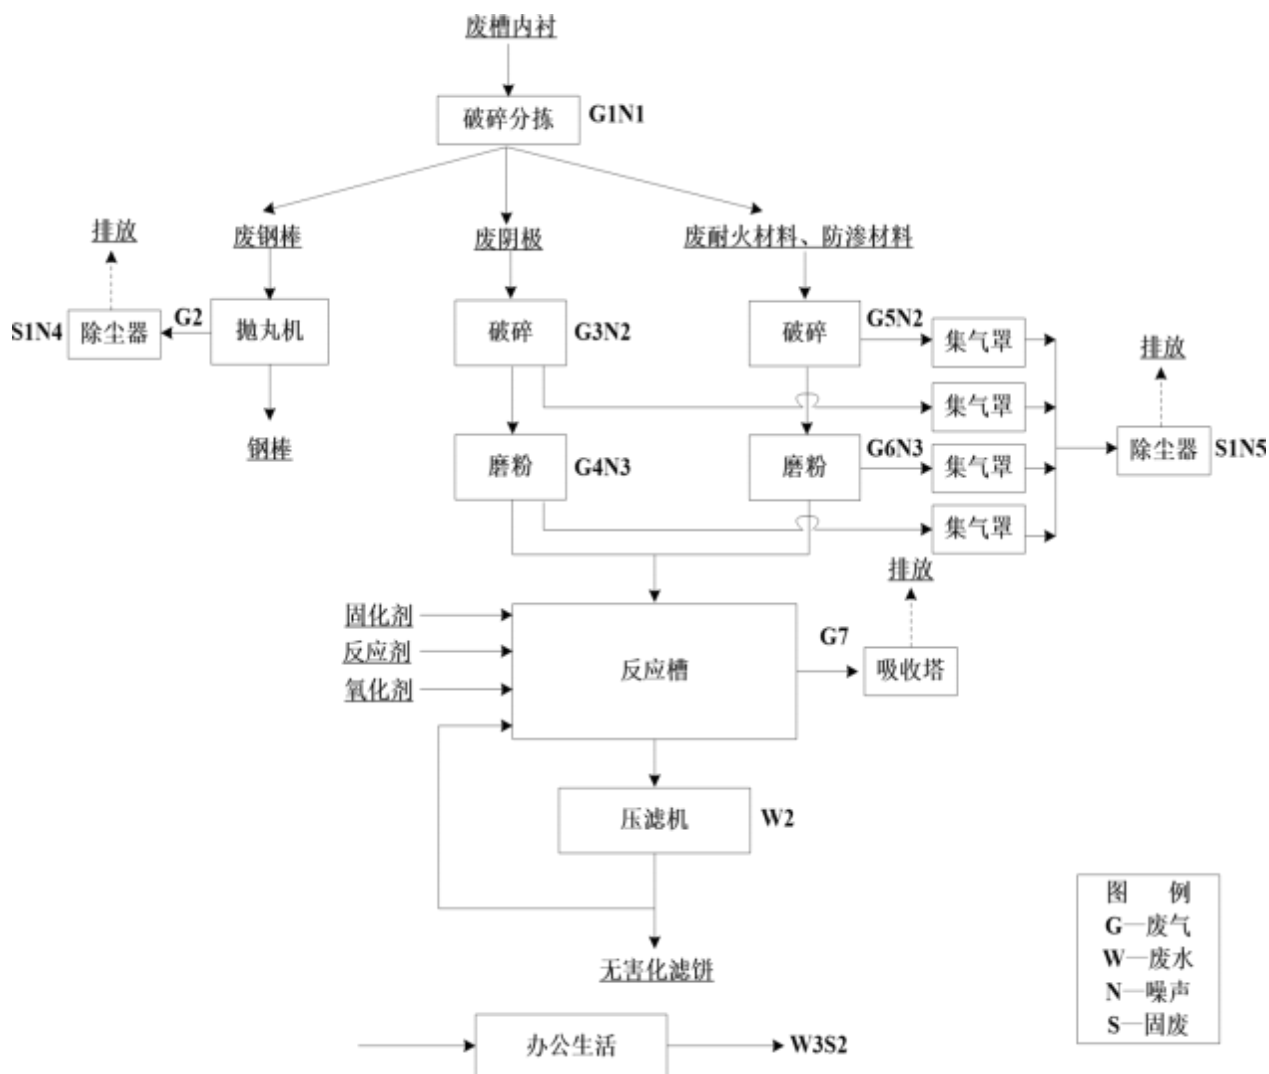 废槽内衬
破碎分拣
G1N1
排放
废钢棒
废阴极
废耐火材料、防渗材料
S1N4
除尘器
G2
抛丸机
破碎
G3N2
破碎
G5N2
集气罩
排放
集气罩
钢棒
磨粉
G4N3
磨粉
G6N3
集气罩
除尘器
S1N5
集气罩
排放
固化剂
反应剂
氧化剂
反应槽
G7
吸收塔
压滤机
W2
无害化滤饼
办公生活
W3S2
图 例
G—废气
W—废水
N—噪声
S—固废